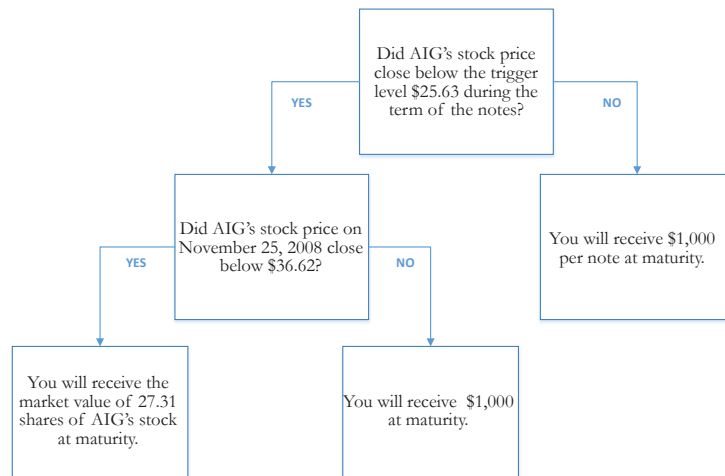 Did AIG's stock price
close below the trigger
level $25.63 during the
term of the notes?
YES
NO
Did AIG's stock price on
November 25, 2008 close
below $36.62?
You will receive $1,000
per note at maturity.
YES
NO
You will receive the
market value of 27.31
shares of AIG's stock
at maturity.
You will receive $1,000
at maturity.